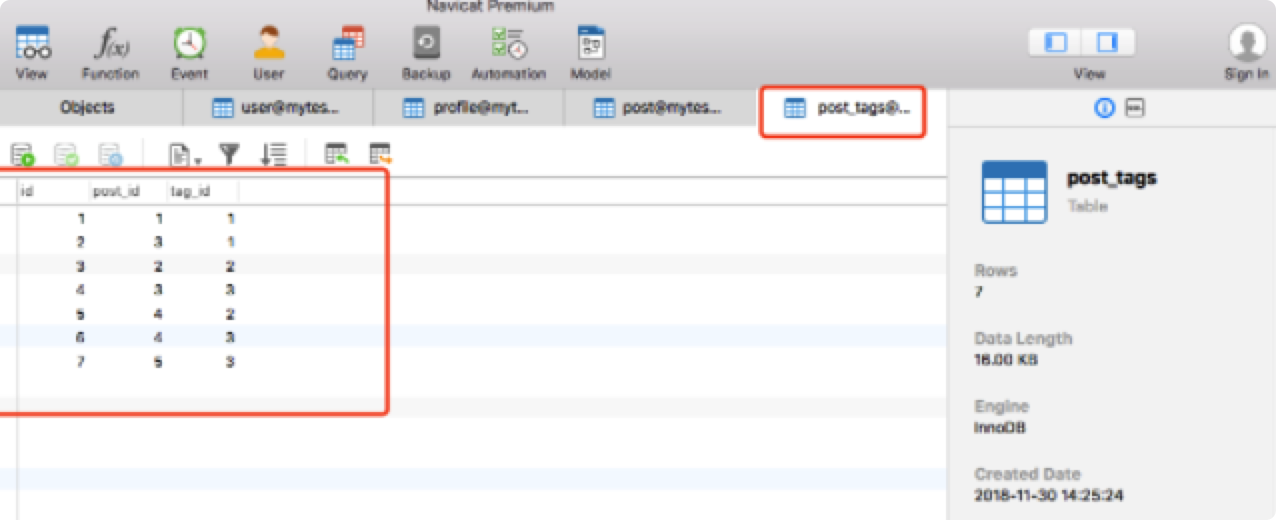 Navicat Premium
f(x)
View Function Event User Query Backup Automation Model View Sign In
Objects user@mytes... profile@myt... post@mytes... post_tags@...
post_tags
Table
id post_id tag_id
1 1 1
2 3 1
3 2 2
4 3 3
5 4 2
6 4 3
7 5 3
Rows
7
Data Length
16.00 KB
Engine
InnoDB
Created Date
2018-11-30 14:25:24